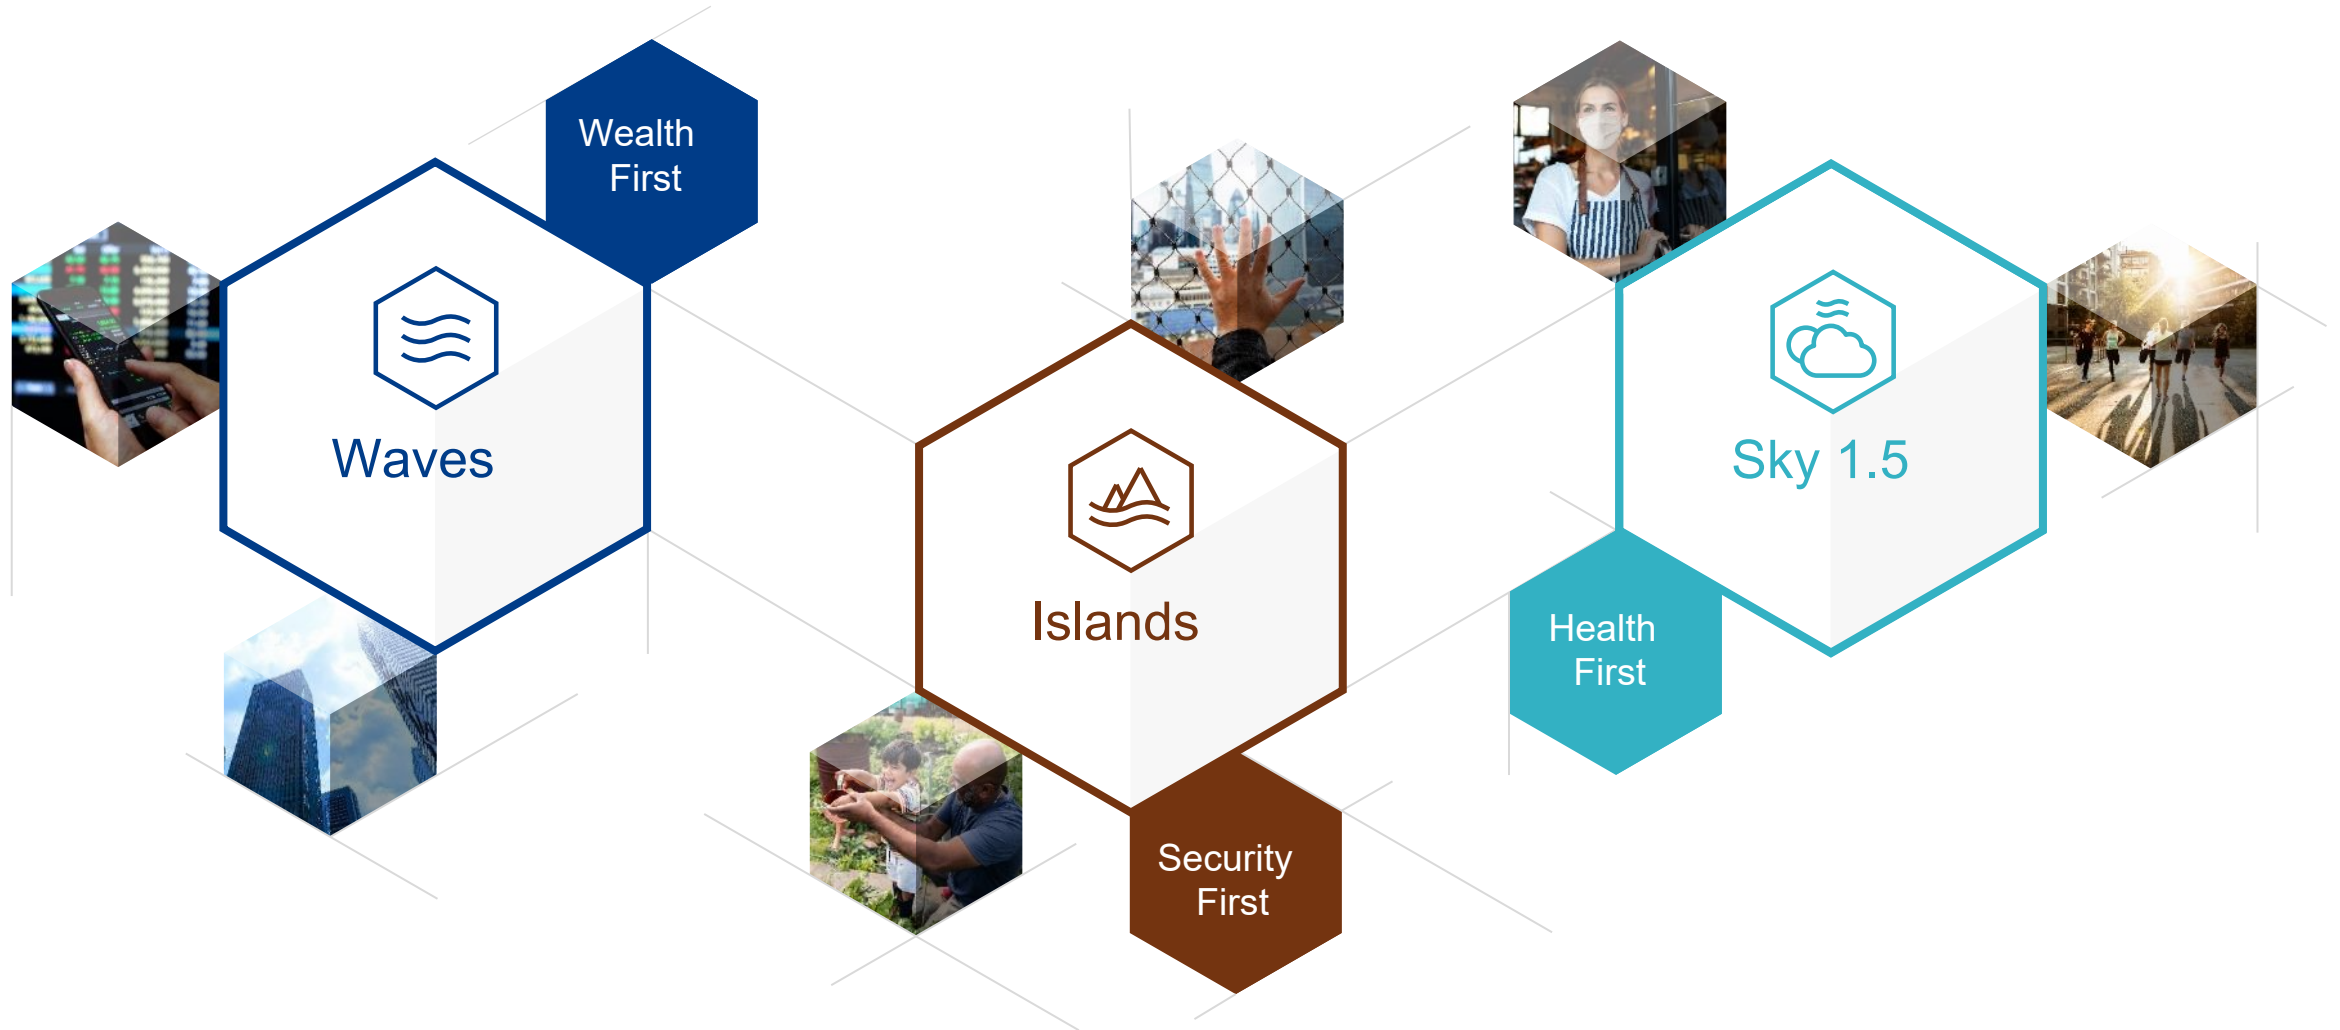 Wealth
First
Waves
Islands
Security
First
Sky 1.5
Health
First